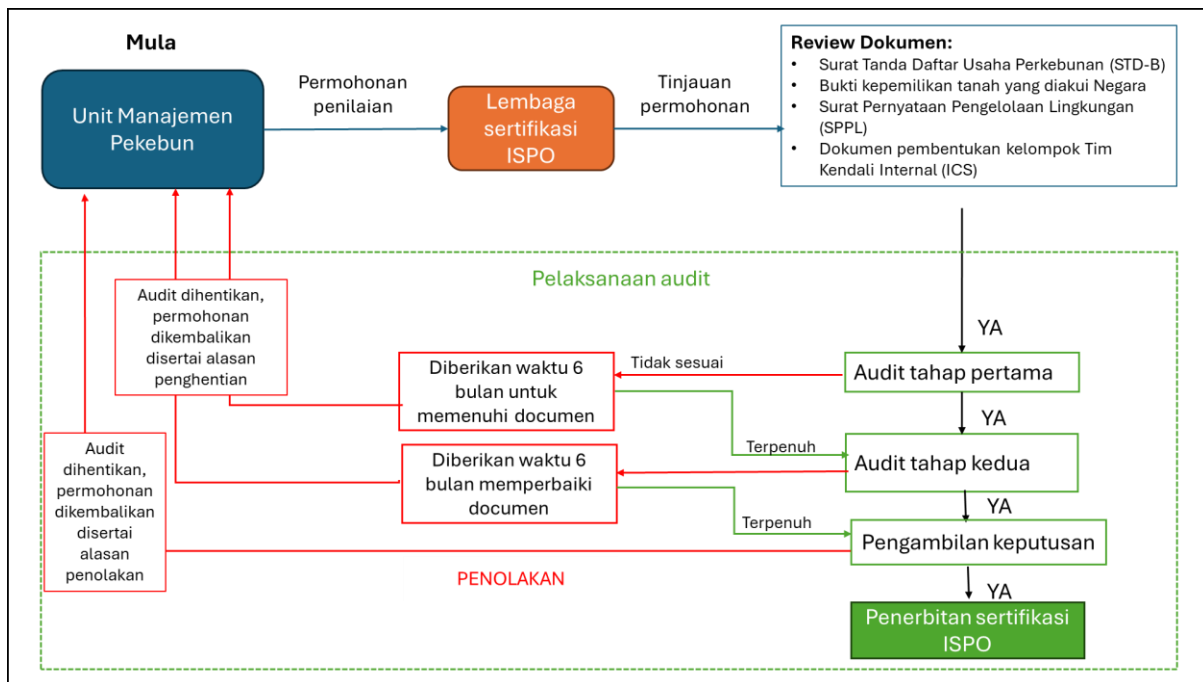 Mula
Unit Manajemen
Pekebun
Permohonan
penilaian
Lembaga
sertifikasi
ISPO
Tinjauan
permohonan
Review Dokumen:
• Surat Tanda Daftar Usaha Perkebunan (STD-B)
• Bukti kepemilikan tanah yang diakui Negara
• Surat Pernyataan Pengelolaan Lingkungan
(SPPL)
• Dokumen pembentukan kelompok Tim
Kendali Internal (ICS)
Pelaksanaan audit
Audit dihentikan,
permohonan
dikembalikan
disertai alasan
penghentian
Diberikan waktu 6
bulan untuk
memenuhi documen
Tidak sesuai
YA
Audit tahap pertama
YA
Audit
dihentikan,
permohonan
dikembalikan
disertai
alasan
penolakan
Diberikan waktu 6
bulan memperbaiki
documen
Terpenuh
Audit tahap kedua
YA
Terpenuh
Pengambilan keputusan
PENOLAKAN
YA
Penerbitan sertifikasi
ISPO